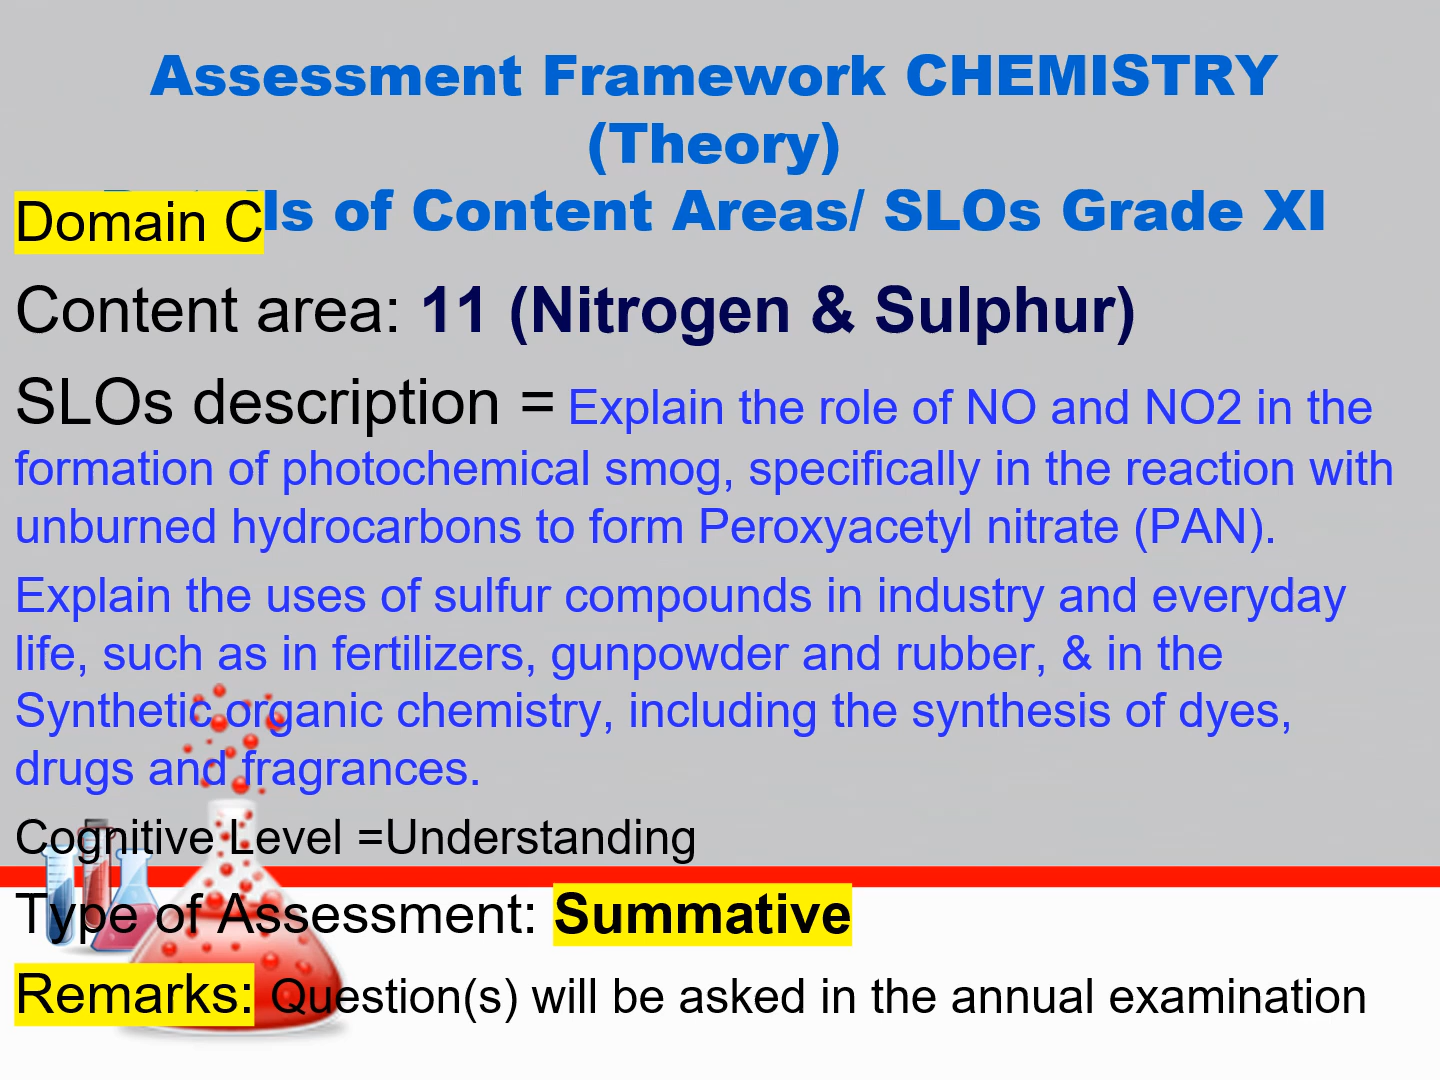 Assessment Framework CHEMISTRY
(Theory)
ls of Content Areas/ SLOs Grade XI
Domain C
Content area: 11 (Nitrogen & Sulphur)
SLOs description = Explain the role of NO and NO2 in the
formation of photochemical smog, specifically in the reaction with
unburned hydrocarbons to form Peroxyacetyl nitrate (PAN).
Explain the uses of sulfur compounds in industry and everyday
life, such as in fertilizers, gunpowder and rubber, & in the
Synthetic organic chemistry, including the synthesis of dyes,
drugs and fragrances.
Cognitive Level =Understanding
Type of Assessment: Summative
Remarks: Question(s) will be asked in the annual examination